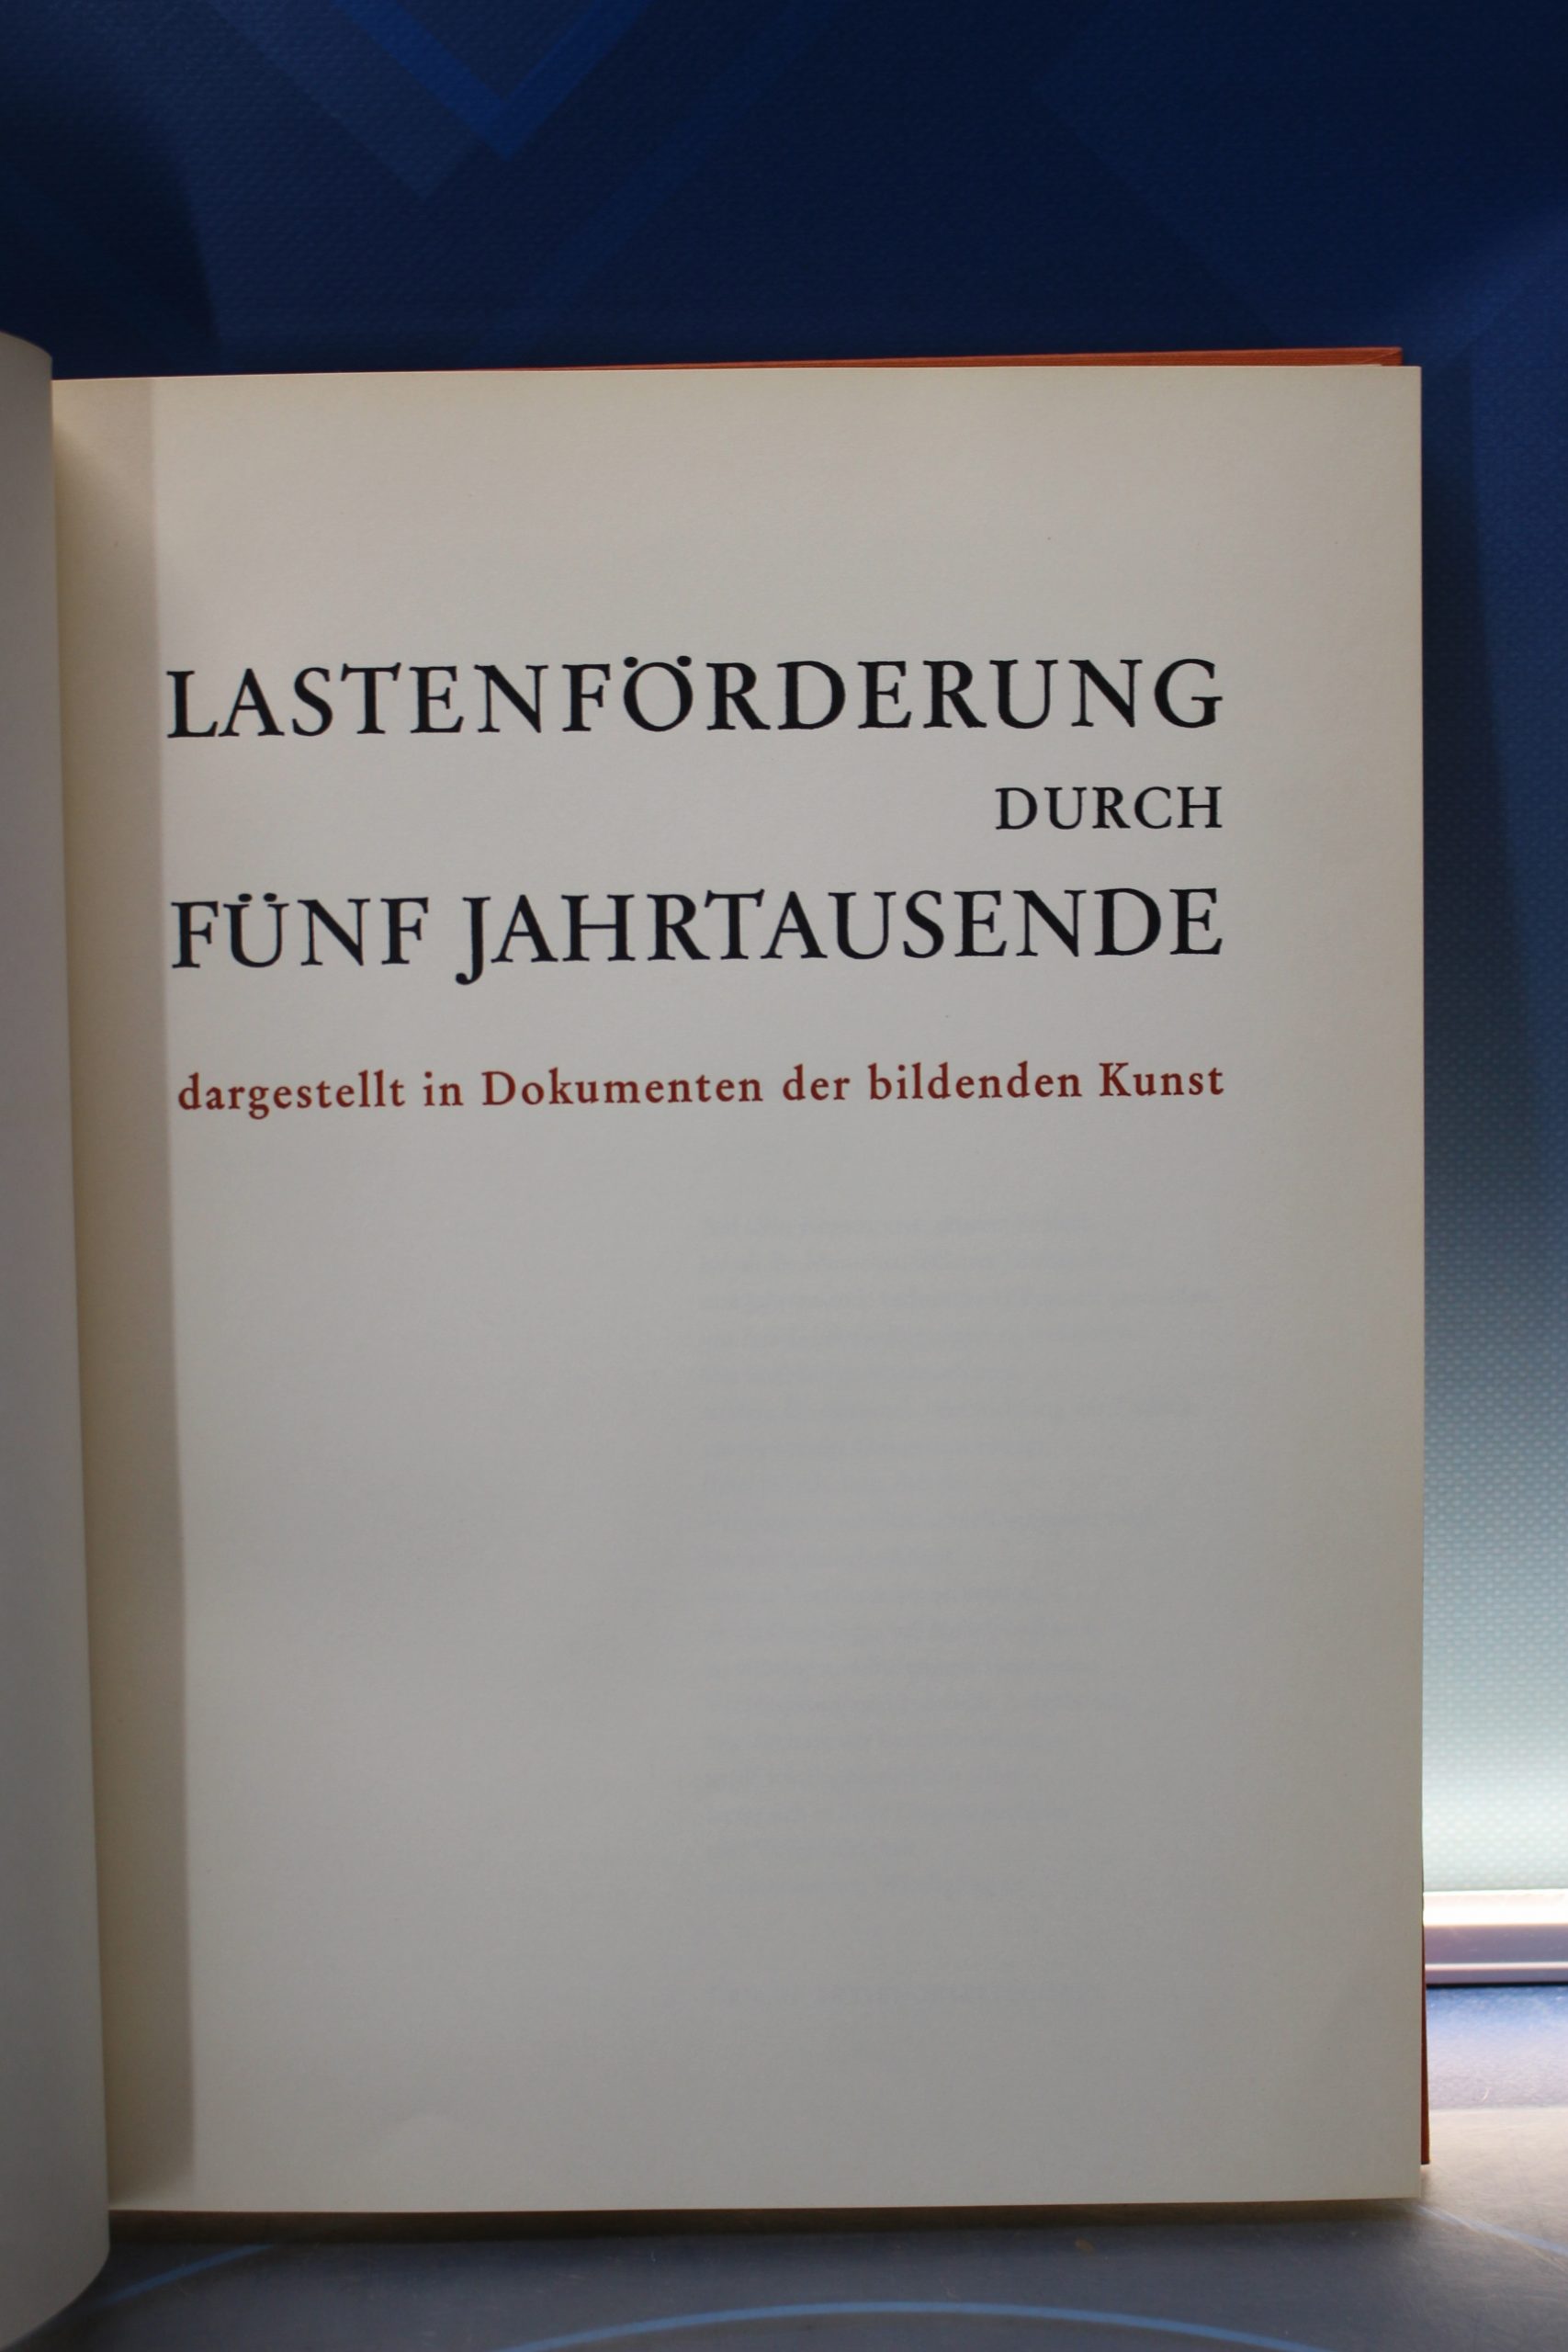 LASTENFÖRDERUNG
DURCH
FÜNF JAHRTAUSENDE
dargestellt in Dokumenten der bildenden Kunst